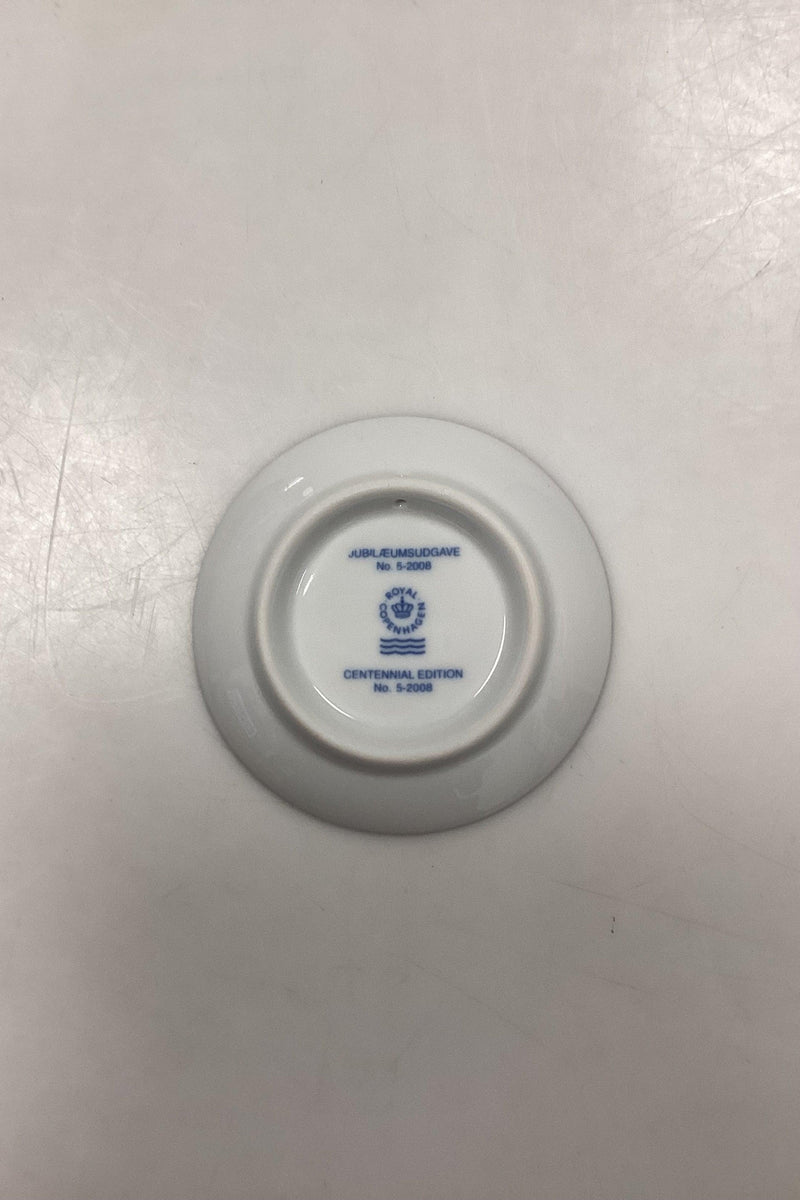 JUBILÆUMSUDGAVE
No. 5-2008
ROYAL
COPENHAGEN
CENTENNIAL EDITION
No. 5-2008